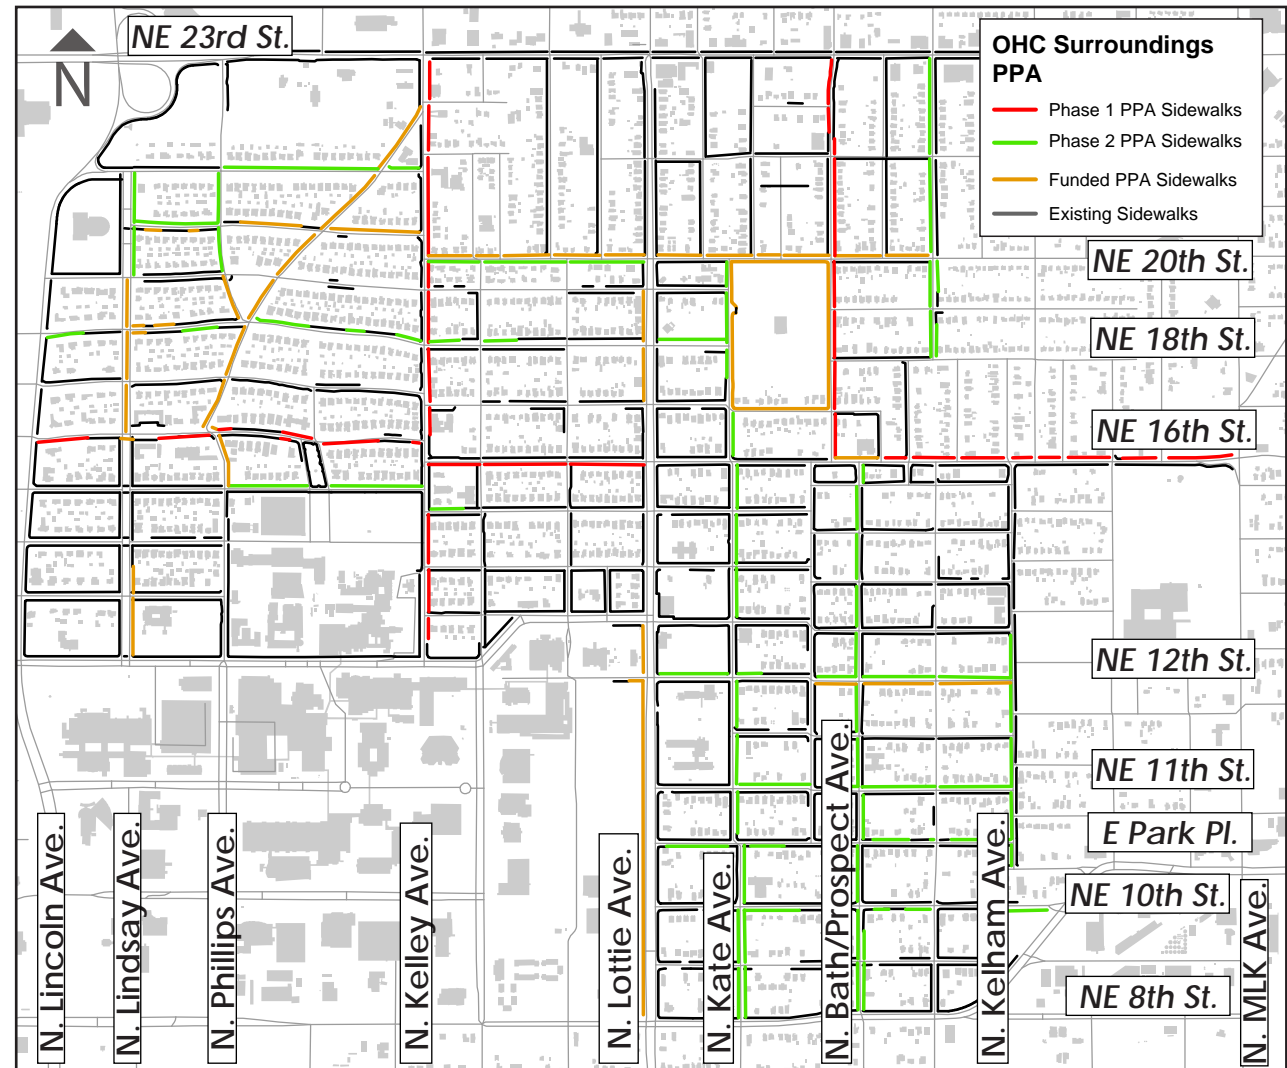 NE 23rd St.
N
OHC Surroundings
PPA
Phase 1 PPA Sidewalks
Phase 2 PPA Sidewalks
Funded PPA Sidewalks
Existing Sidewalks
NE 20th St.
NE 18th St.
NE 16th St.
NE 12th St.
NE 11th St.
E Park Pl.
NE 10th St.
NE 8th St.
N. Lincoln Ave.
N. Lindsay Ave.
N. Phillips Ave.
N. Kelley Ave.
N. Lottie Ave.
N. Kate Ave.
N. Bath/Prospect Ave.
N. Kelham Ave.
N. MLK Ave.